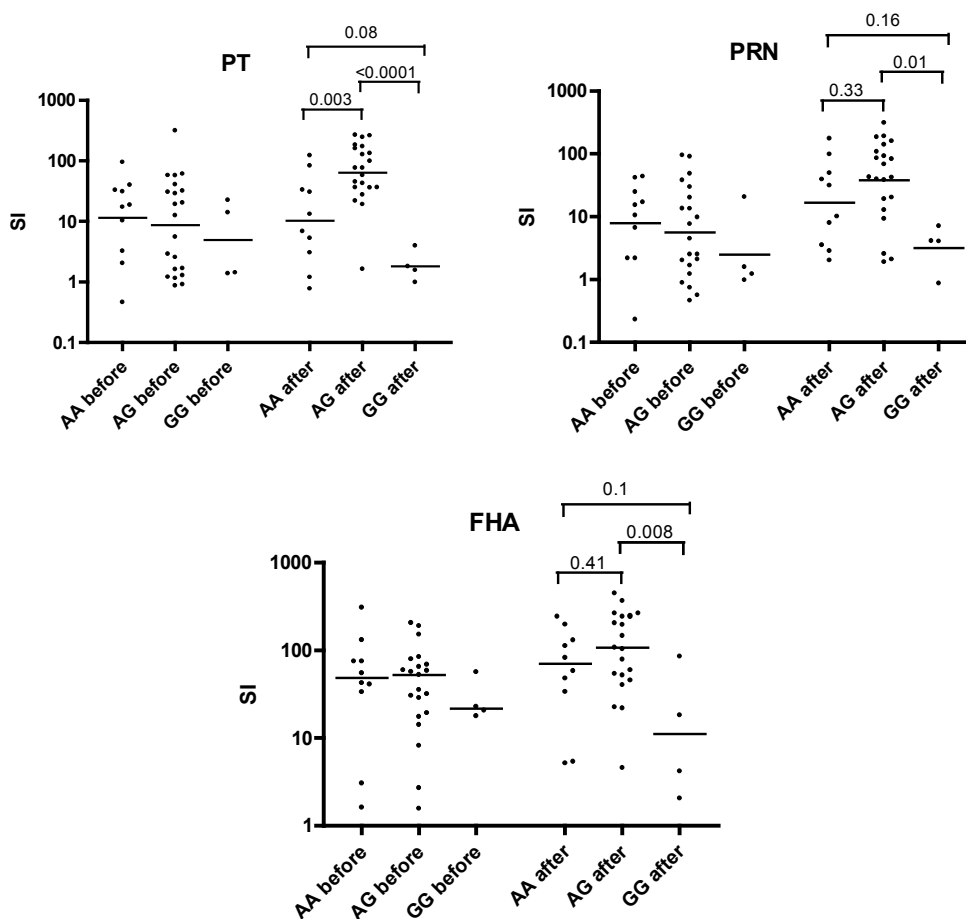 PT
0.08
<0.0001
0.003
SI
1000
100
10
1
0.1
AA before
AG before
GG before
AA after
AG after
GG after
PRN
0.16
0.01
0.33
SI
1000
100
10
1
0.1
AA before
AG before
GG before
AA after
AG after
GG after
FHA
0.1
0.008
0.41
SI
1000
100
10
1
AA before
AG before
GG before
AA after
AG after
GG after